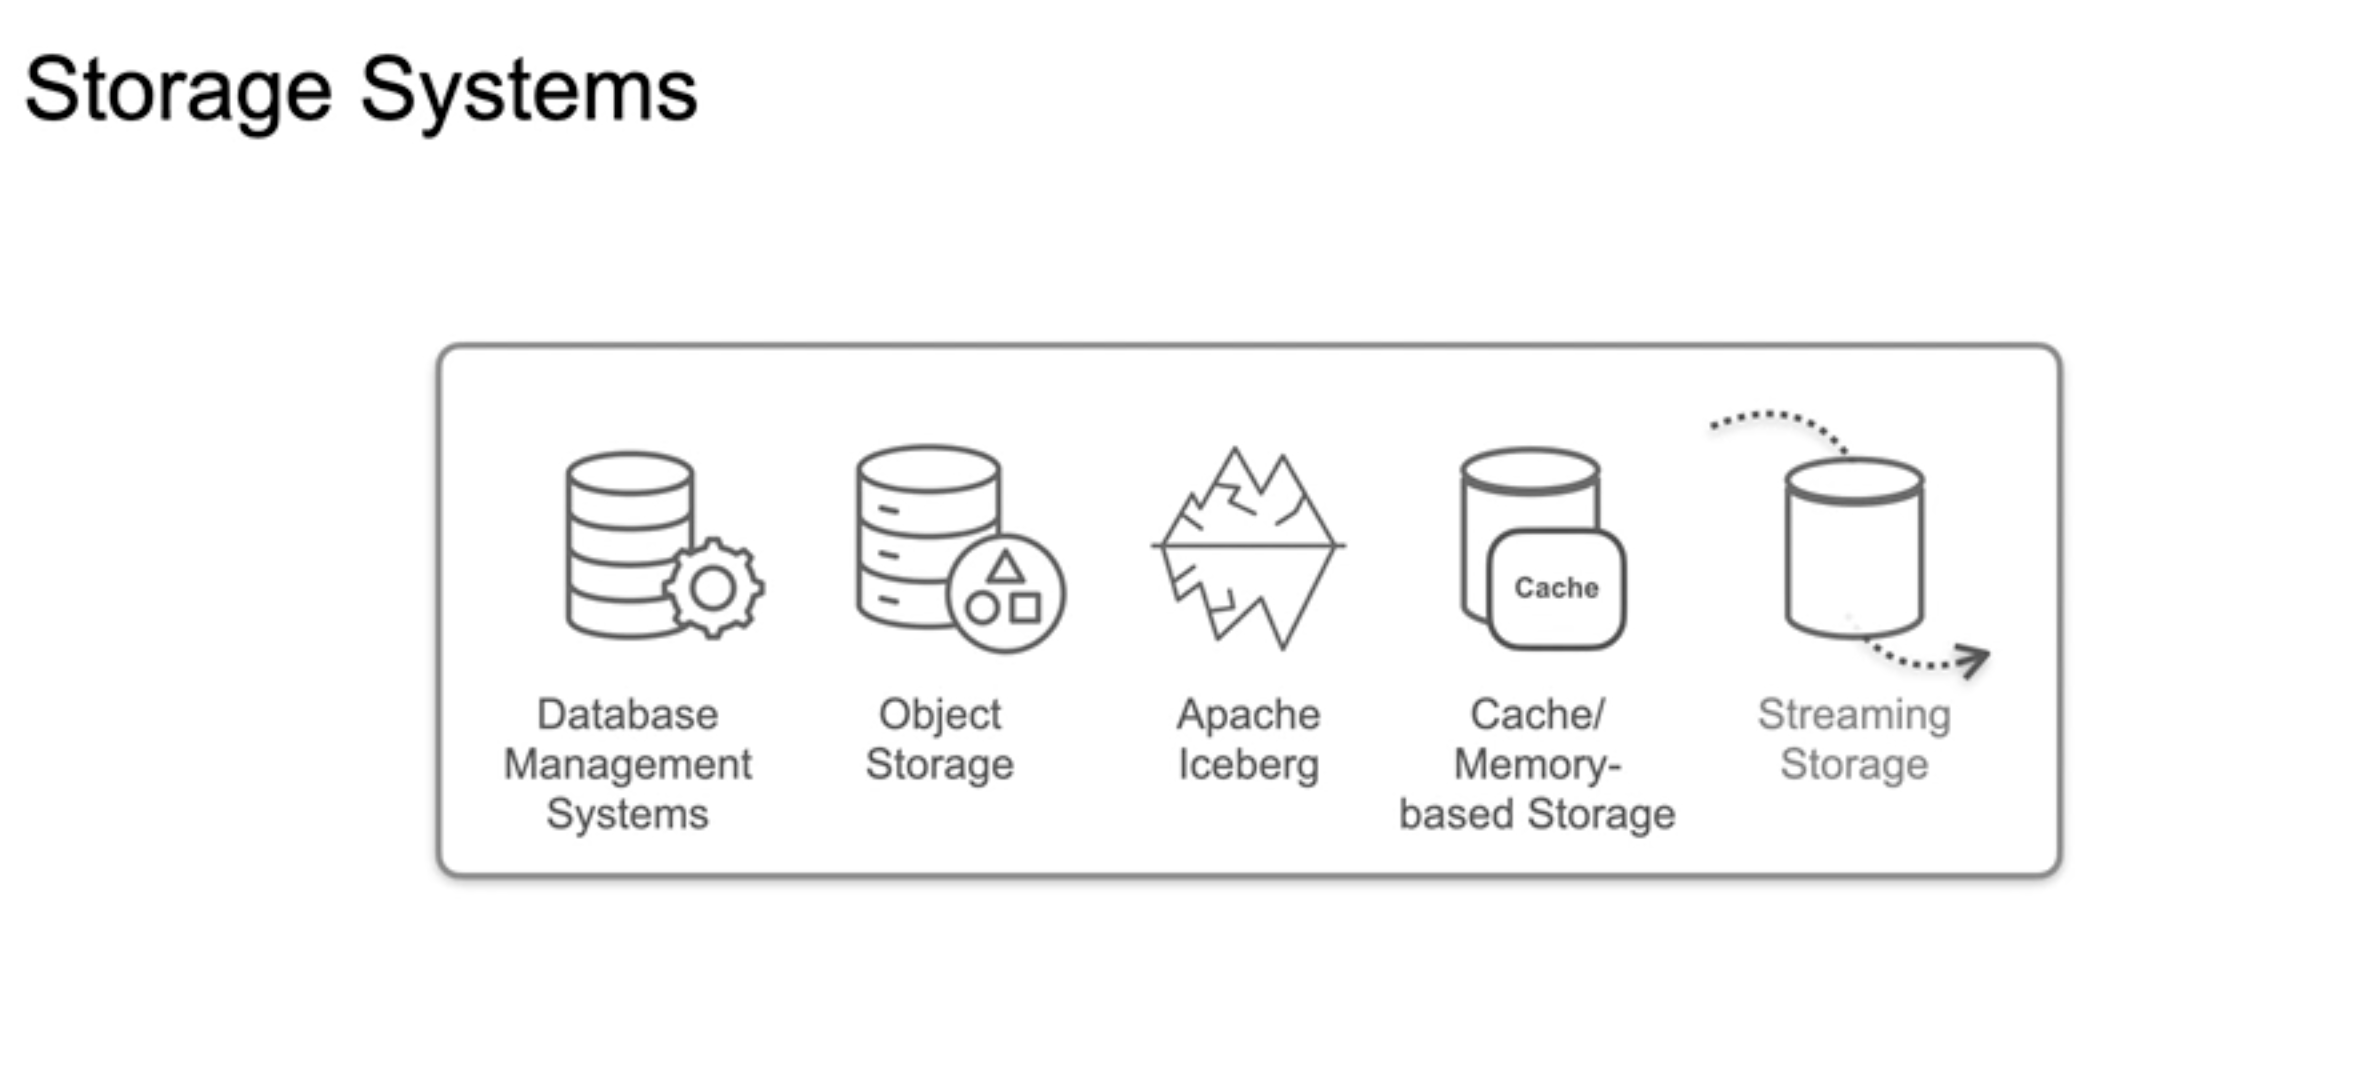 Storage Systems
Cache
Database
Management
Systems
Object
Storage
Apache
Iceberg
Cache/
Memory-
based Storage
Streaming
Storage